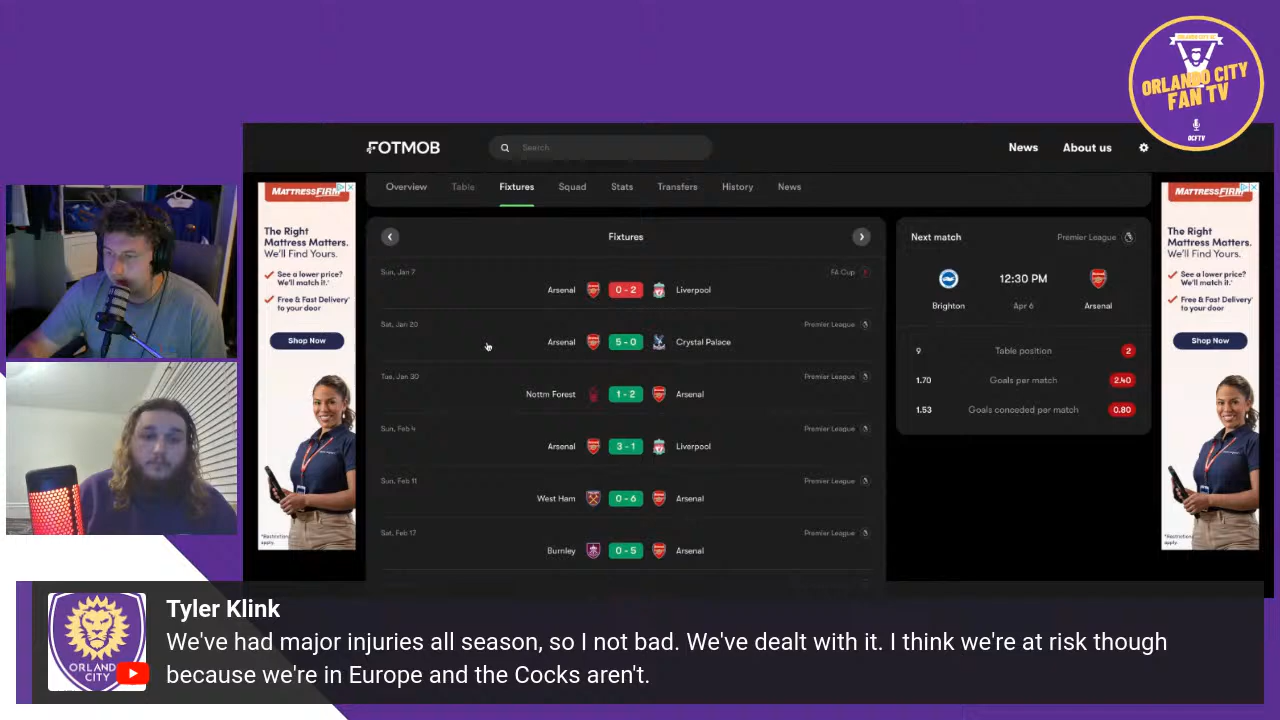 ORLANDO CITY SC
ORLANDO CITY
FAN TV
OCFTV
FOTMOB
Search
News
About us
Overview
Table
Fixtures
Squad
Stats
Transfers
History
News
MATTRESSFIRM
The Right
Mattress Matters.
We'll Find Yours.
See a lower price?
We'll match it.*
Free & Fast Delivery*
to your door
Shop Now
*Restrictions
apply.
Fixtures
Sun, Jan 7
FA Cup
Arsenal 0 - 2 Liverpool
Sat, Jan 20
Premier League
Arsenal 5 - 0 Crystal Palace
Tue, Jan 30
Premier League
Nottm Forest 1 - 2 Arsenal
Sun, Feb 4
Premier League
Arsenal 3 - 1 Liverpool
Sun, Feb 11
Premier League
West Ham 0 - 6 Arsenal
Sat, Feb 17
Premier League
Burnley 0 - 5 Arsenal
Next match
Premier League
12:30 PM
Brighton
Apr 6
Arsenal
9 Table position 2
1.70 Goals per match 2.40
1.53 Goals conceded per match 0.80
MATTRESSFIRM
The Right
Mattress Matters.
We'll Find Yours.
See a lower price?
We'll match it.*
Free & Fast Delivery*
to your door
Shop Now
*Restrictions
apply.
ORLANDO
CITY
Tyler Klink
We've had major injuries all season, so I not bad. We've dealt with it. I think we're at risk though
because we're in Europe and the Cocks aren't.